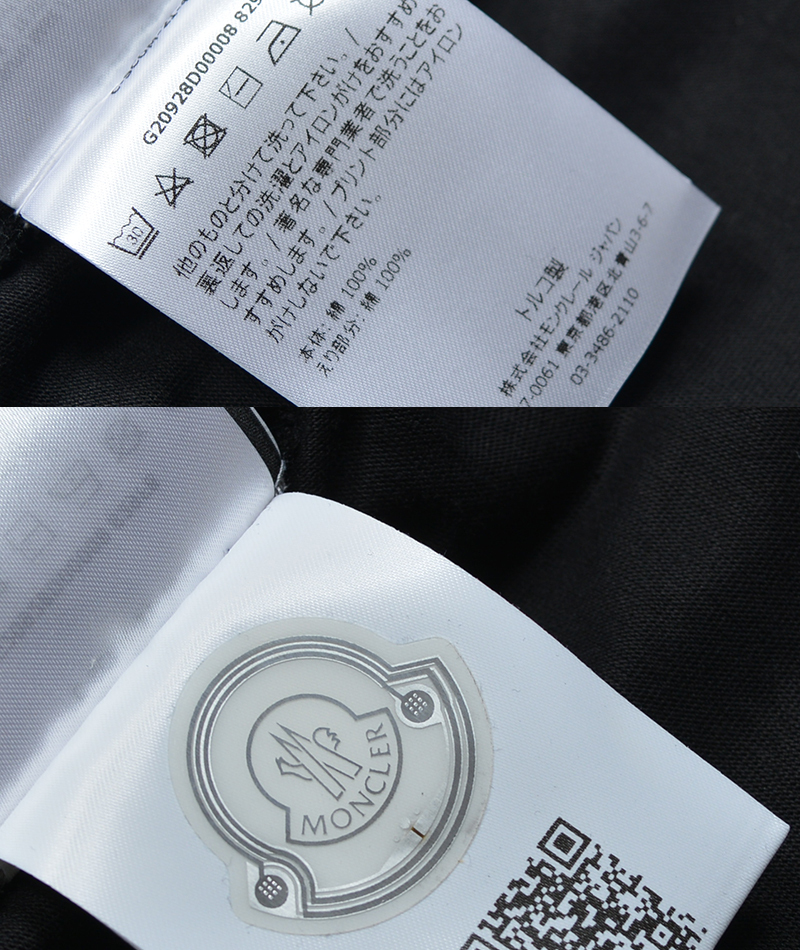 G20928D00008 829
30
他のものと分けて洗って下さい。/
裏返しての洗濯とアイロンがけをおすすめ
します。/著名な専門業者で洗うことをお
すすめします。/プリント部分にはアイロン
がけしないで下さい。
本体: 綿 100%
えり部分: 綿 100%
トルコ製
株式会社モンクレール ジャパン
7-0061 東京都港区北青山3-6-7
03-3486-2110
MONCLER